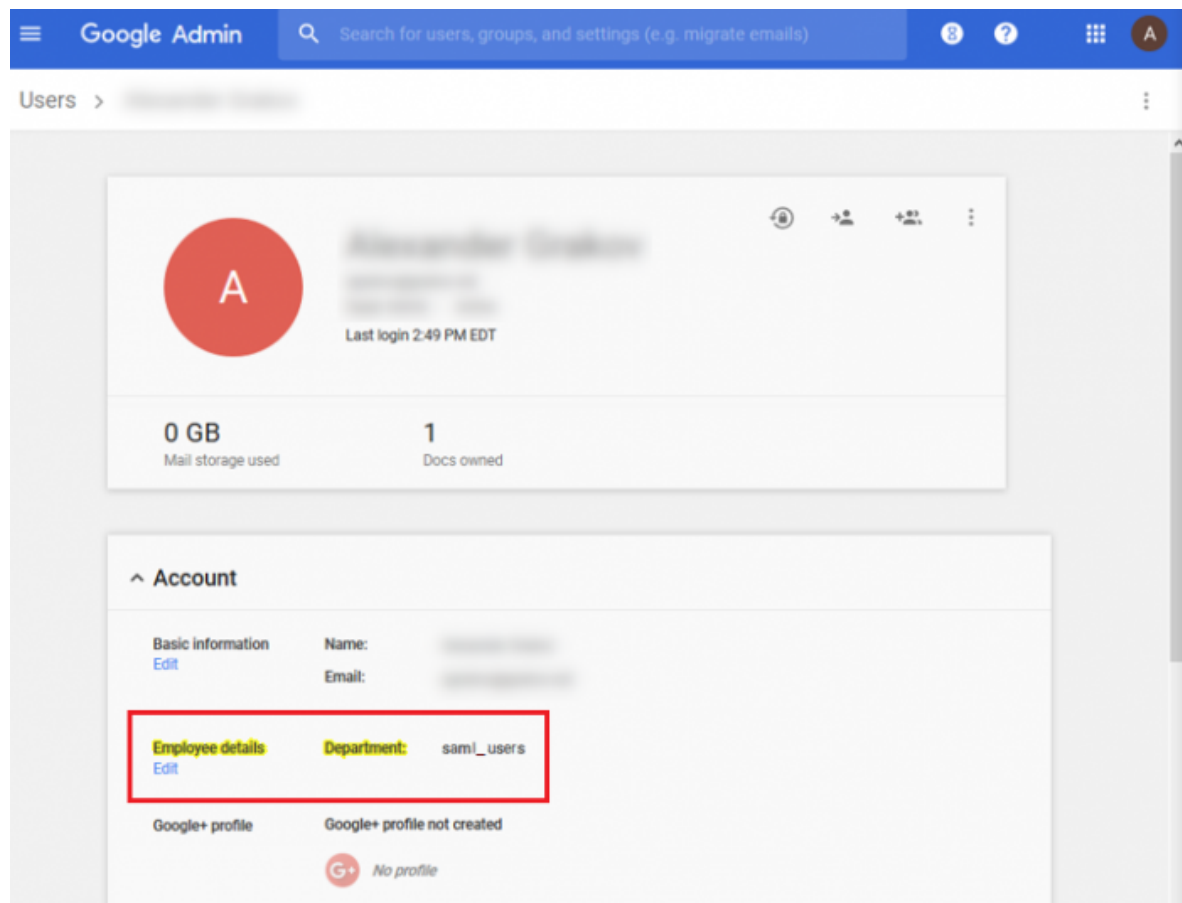 Google Admin
Search for users, groups, and settings (e.g. migrate emails)
8
?
A
Users >
A
Last login 2:49 PM EDT
0 GB
Mail storage used
1
Docs owned
Account
Basic information
Edit
Name:
Email:
Employee details
Edit
Department: saml_users
Google+ profile
Google+ profile not created
G+ No profile